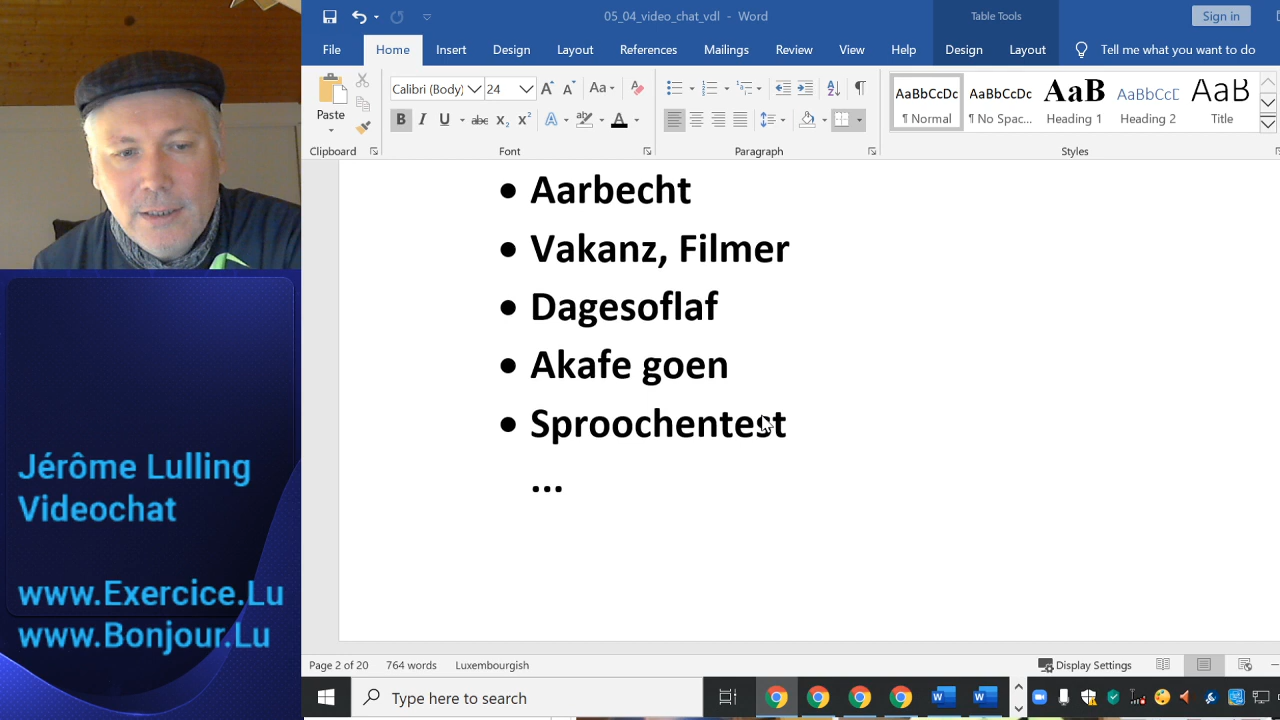 05_04_video_chat_vdl - Word
Table Tools
Sign in
File Home Insert Design Layout References Mailings Review View Help Design Layout Tell me what you want to do
Paste
Calibri (Body) 24
Clipboard
Font
Paragraph
AaBbCcDc ¶ Normal
AaBbCcDc ¶ No Spac...
AaB Heading 1
AaBbCcDc Heading 2
AaB Title
Styles
• Aarbecht
• Vakanz, Filmer
• Dagesoflaf
• Akafe goen
• Sproochentest
...
Jérôme Lulling
Videochat
www.Exercice.Lu
www.Bonjour.Lu
Page 2 of 20 764 words Luxembourgish Display Settings
Type here to search